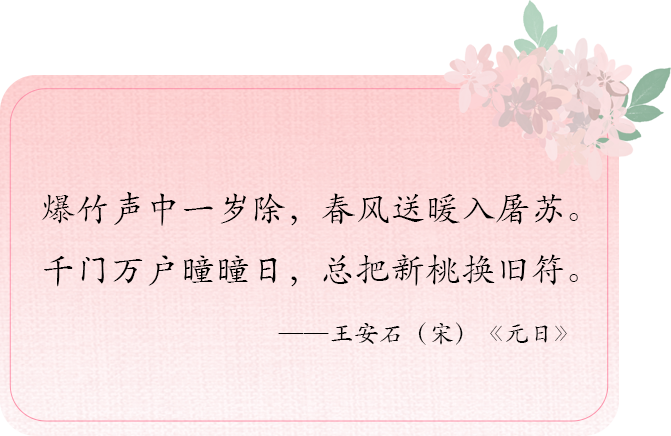 爆竹声中一岁除，春风送暖入屠苏。
千门万户曈曈日，总把新桃换旧符。
——王安石（宋）《元日》